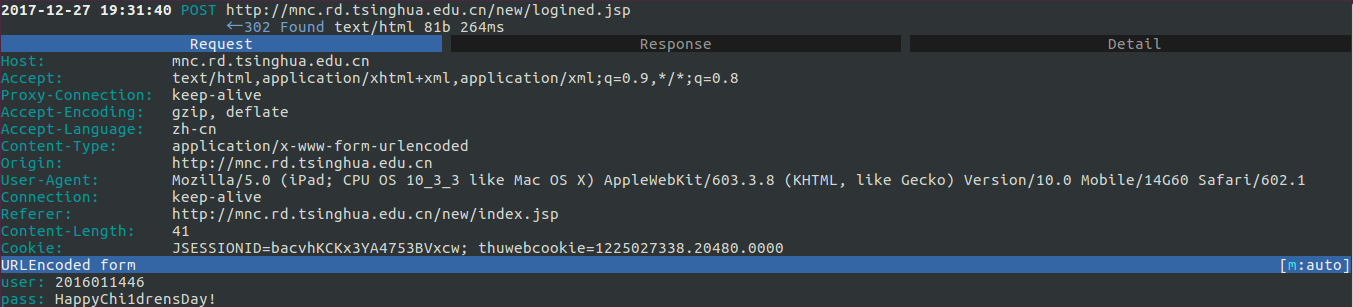 2017-12-27 19:31:40 POST http://mnc.rd.tsinghua.edu.cn/new/logined.jsp
←302 Found text/html 81b 264ms
Request Response Detail
Host: mnc.rd.tsinghua.edu.cn
Accept: text/html,application/xhtml+xml,application/xml;q=0.9,*/*;q=0.8
Proxy-Connection: keep-alive
Accept-Encoding: gzip, deflate
Accept-Language: zh-cn
Content-Type: application/x-www-form-urlencoded
Origin: http://mnc.rd.tsinghua.edu.cn
User-Agent: Mozilla/5.0 (iPad; CPU OS 10_3_3 like Mac OS X) AppleWebKit/603.3.8 (KHTML, like Gecko) Version/10.0 Mobile/14G60 Safari/602.1
Connection: keep-alive
Referer: http://mnc.rd.tsinghua.edu.cn/new/index.jsp
Content-Length: 41
Cookie: JSESSIONID=bacvhKCKx3YA4753BVxcw; thuwebcookie=1225027338.20480.0000
URLEncoded form [m:auto]
user: 2016011446
pass: HappyChi1drensDay!